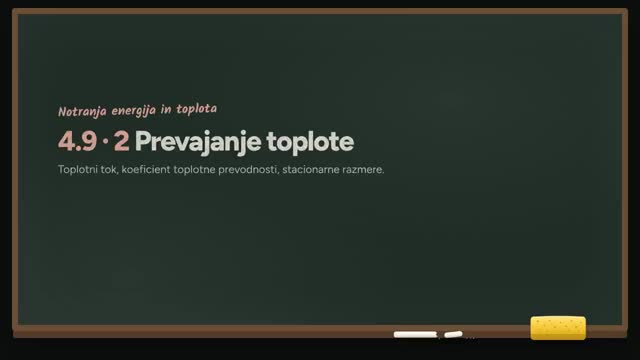 Notranja energija in toplota
4.9 · 2 Prevajanje toplote
Toplotni tok, koeficient toplotne prevodnosti, stacionarne razmere.